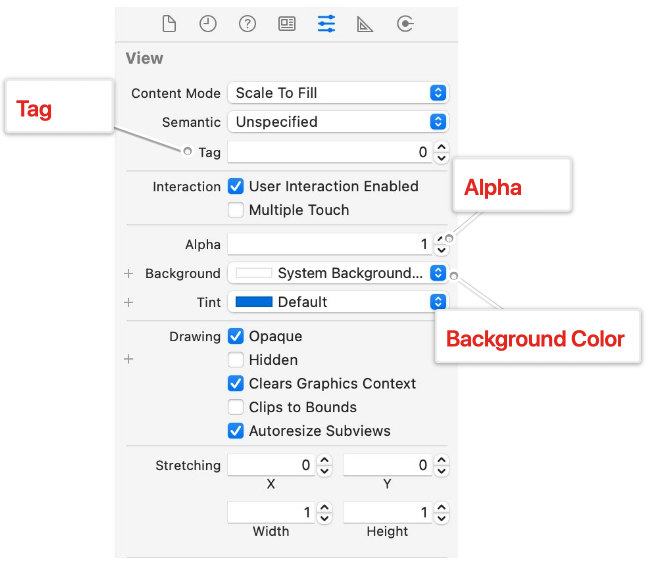 View
Content Mode Scale To Fill
Tag
Semantic Unspecified
Tag 0
Interaction User Interaction Enabled
Alpha
Multiple Touch
Alpha 1
Background System Background...
Tint Default
Background Color
Drawing Opaque
Hidden
Clears Graphics Context
Clips to Bounds
Autoresize Subviews
Stretching 0 0
X Y
1 1
Width Height